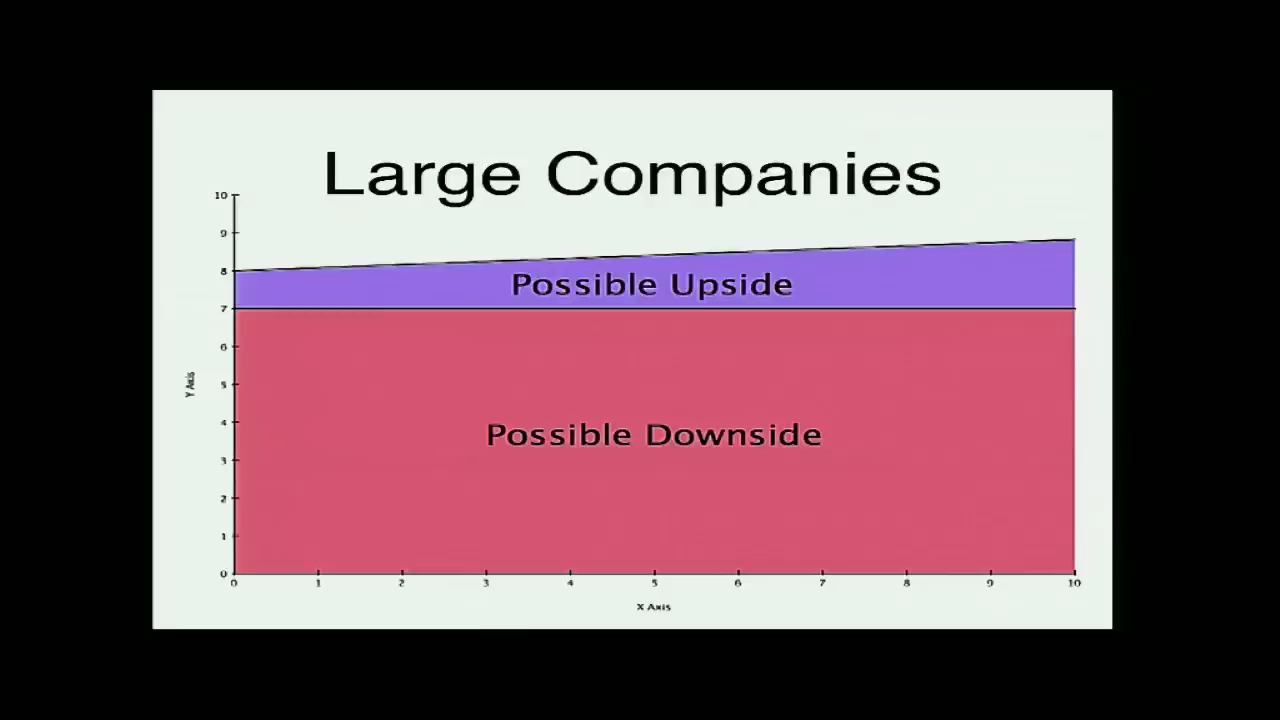 Large Companies
10
9
8
7
6
5
4
3
2
1
0
Y Axis
Possible Upside
Possible Downside
0 1 2 3 4 5 6 7 8 9 10
X Axis